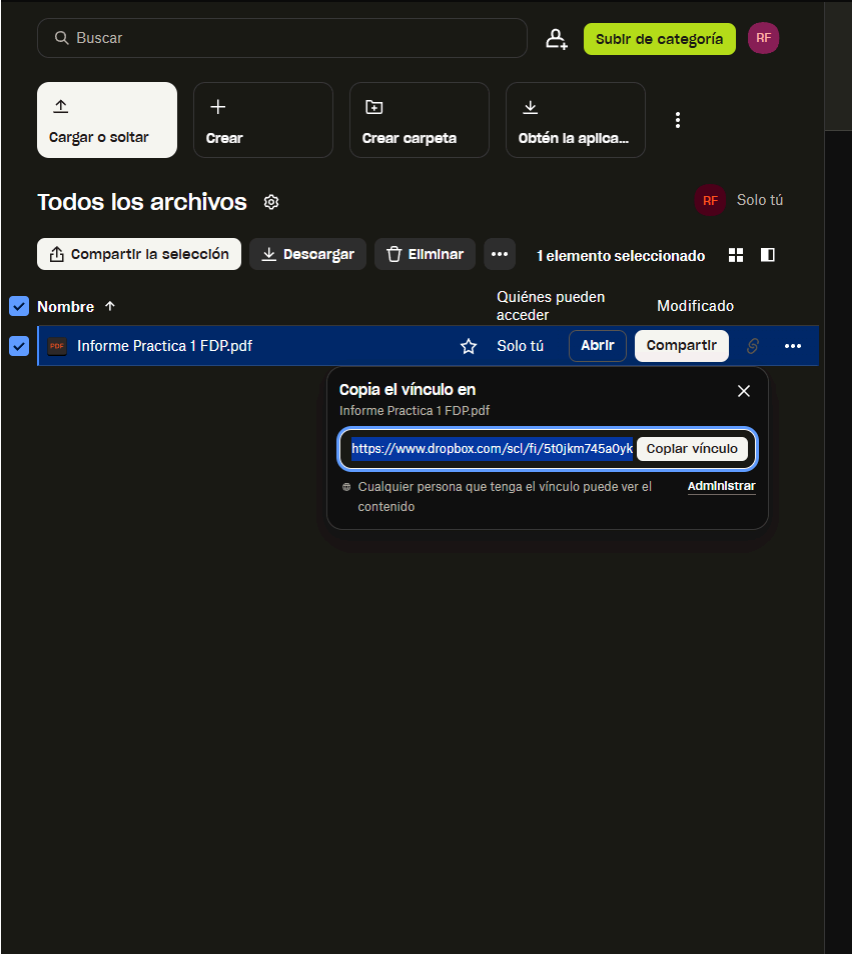 Buscar
Subir de categoría
RF
Cargar o soltar
Crear
Crear carpeta
Obtén la aplica...
Todos los archivos
RF
Solo tú
Compartir la selección
Descargar
Eliminar
1 elemento seleccionado
Nombre
Quiénes pueden
acceder
Modificado
PDF
Informe Practica 1 FDP.pdf
Solo tú
Abrir
Compartir
Copia el vínculo en
Informe Practica 1 FDP.pdf
https://www.dropbox.com/scl/fi/5t0jkm745a0yk
Copiar vínculo
Cualquier persona que tenga el vínculo puede ver el
contenido
Administrar